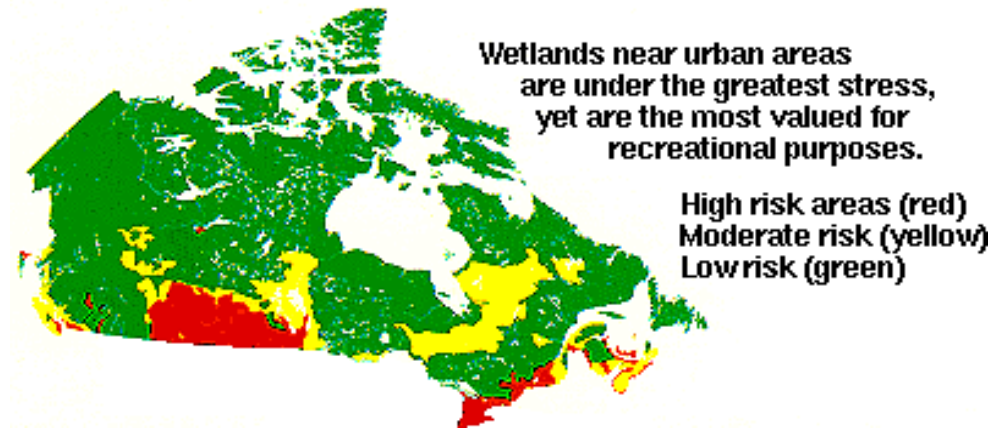 Wetlands near urban areas
are under the greatest stress,
yet are the most valued for
recreational purposes.
High risk areas (red)
Moderate risk (yellow)
Low risk (green)